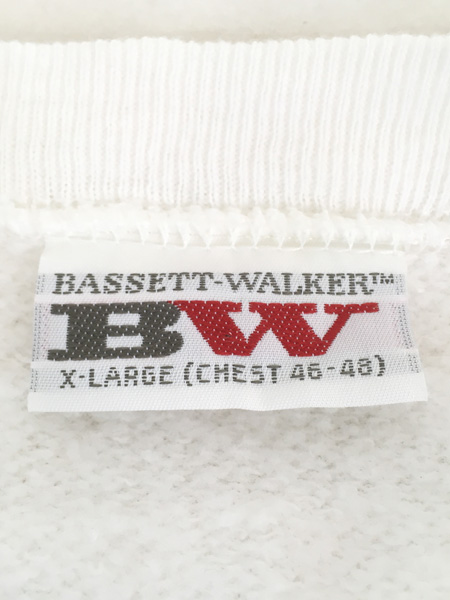 BASSETT-WALKER™
BW
X-LARGE (CHEST 46-48)